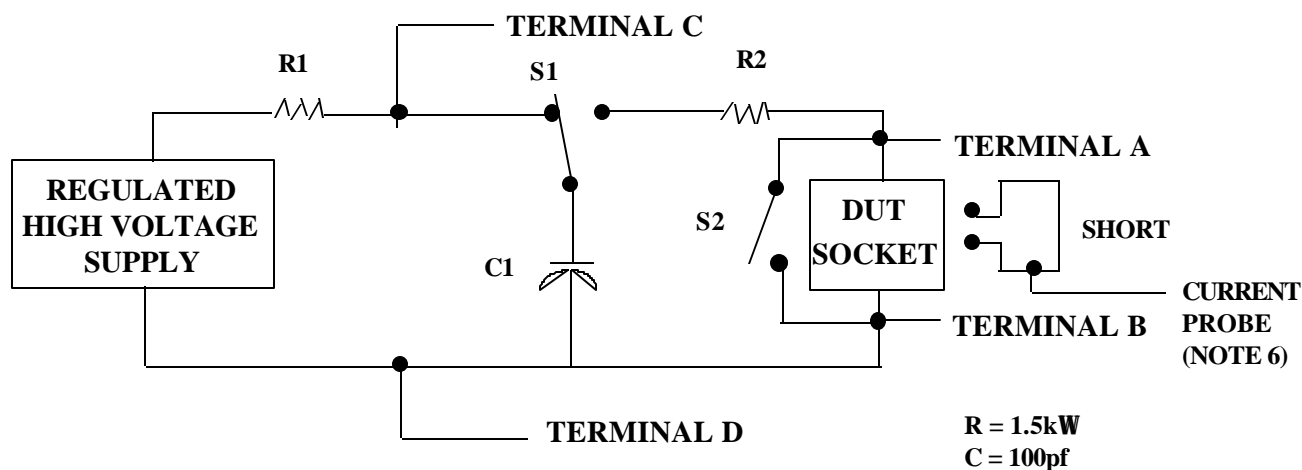 TERMINAL C
R1
S1
R2
TERMINAL A
REGULATED
HIGH VOLTAGE
SUPPLY
S2
DUT
SOCKET
SHORT
C1
CURRENT
PROBE
(NOTE 6)
TERMINAL B
TERMINAL D
R = 1.5kW
C = 100pf